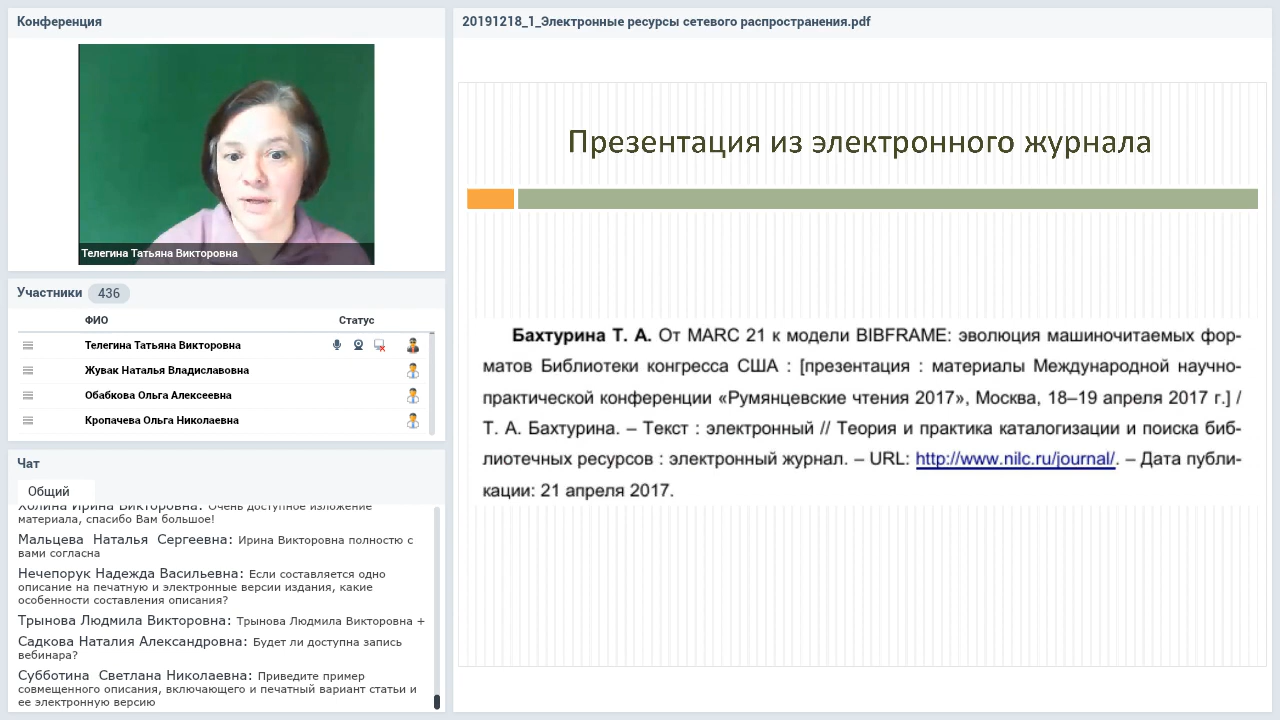 Конференция
Телегина Татьяна Викторовна
Участники 436
ФИО Статус
Телегина Татьяна Викторовна
Жувак Наталья Владиславовна
Обабкова Ольга Алексеевна
Кропачева Ольга Николаевна
Чат
Общий
Холина Ирина Викторовна: Очень доступное изложение
материала, спасибо Вам большое!
Мальцева Наталья Сергеевна: Ирина Викторовна полностю с
вами согласна
Нечепорук Надежда Васильевна: Если составляется одно
описание на печатную и электронные версии издания, какие
особенности составления описания?
Трынова Людмила Викторовна: Трынова Людмила Викторовна +
Садкова Наталия Александровна: Будет ли доступна запись
вебинара?
Субботина Светлана Николаевна: Приведите пример
совмещенного описания, включающего и печатный вариант статьи и
ее электронную версию
20191218_1_Электронные ресурсы сетевого распространения.pdf
Презентация из электронного журнала
Бахтурина Т. А. От MARC 21 к модели BIBFRAME: эволюция машиночитаемых фор-
матов Библиотеки конгресса США : [презентация : материалы Международной научно-
практической конференции «Румянцевские чтения 2017», Москва, 18–19 апреля 2017 г.] /
Т. А. Бахтурина. – Текст : электронный // Теория и практика каталогизации и поиска биб-
лиотечных ресурсов : электронный журнал. – URL: http://www.nilc.ru/journal/. – Дата публи-
кации: 21 апреля 2017.